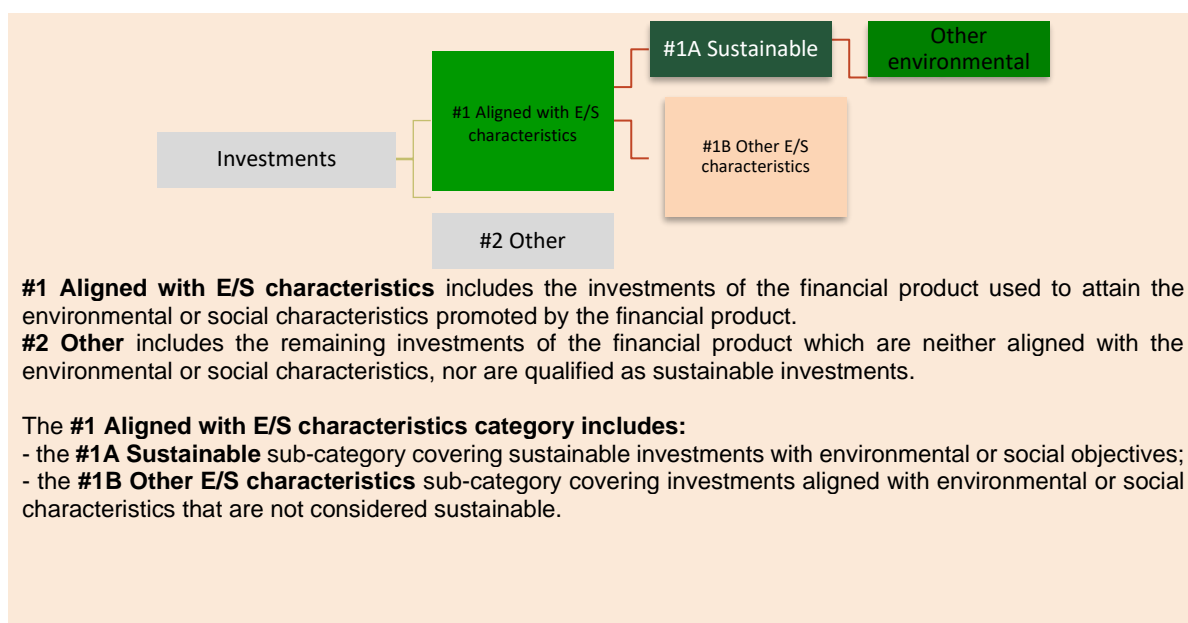 #1A Sustainable
Other
environmental
#1 Aligned with E/S
characteristics
#1B Other E/S
characteristics
Investments
#2 Other
#1 Aligned with E/S characteristics includes the investments of the financial product used to attain the
environmental or social characteristics promoted by the financial product.
#2 Other includes the remaining investments of the financial product which are neither aligned with the
environmental or social characteristics, nor are qualified as sustainable investments.
The #1 Aligned with E/S characteristics category includes:
- the #1A Sustainable sub-category covering sustainable investments with environmental or social objectives;
- the #1B Other E/S characteristics sub-category covering investments aligned with environmental or social
characteristics that are not considered sustainable.